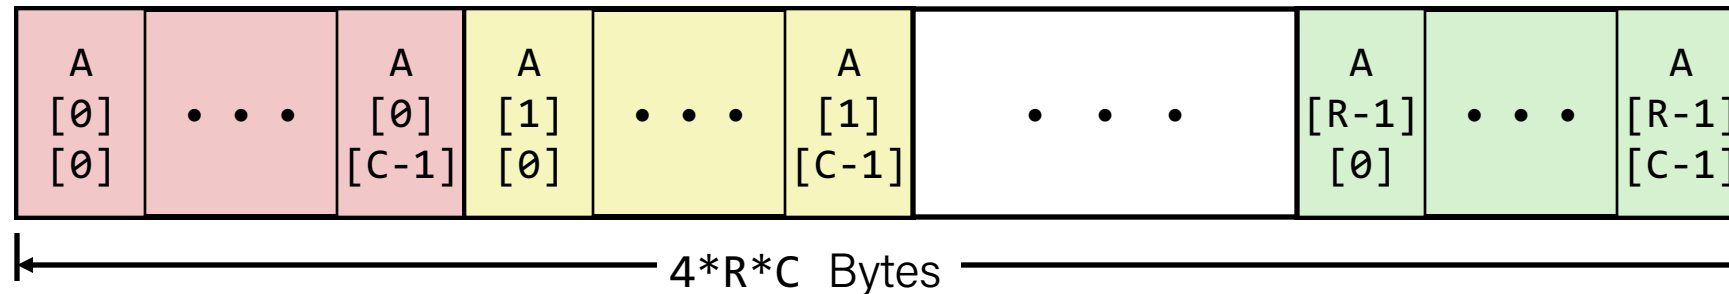 A A A A A A
[0] • • • [0] [1] • • • [1] • • • [R-1] • • • [R-1]
[0] [C-1] [0] [C-1] [0] [C-1]
4*R*C Bytes